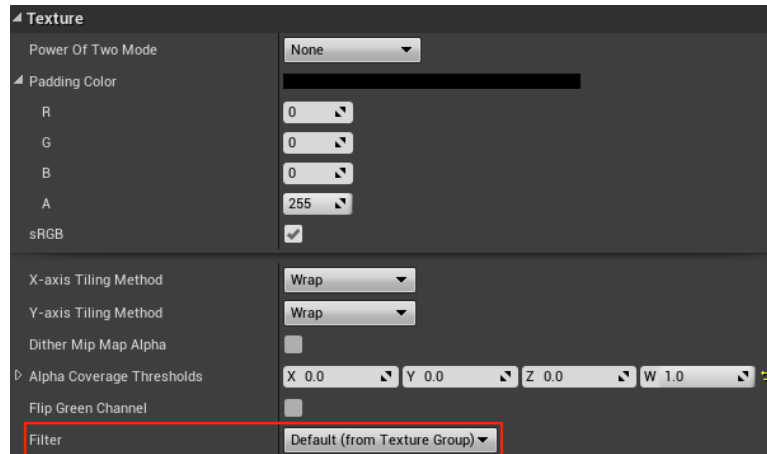 Texture
Power Of Two Mode None
Padding Color
R 0
G 0
B 0
A 255
sRGB
X-axis Tiling Method Wrap
Y-axis Tiling Method Wrap
Dither Mip Map Alpha
Alpha Coverage Thresholds X 0.0 Y 0.0 Z 0.0 W 1.0
Flip Green Channel
Filter Default (from Texture Group)